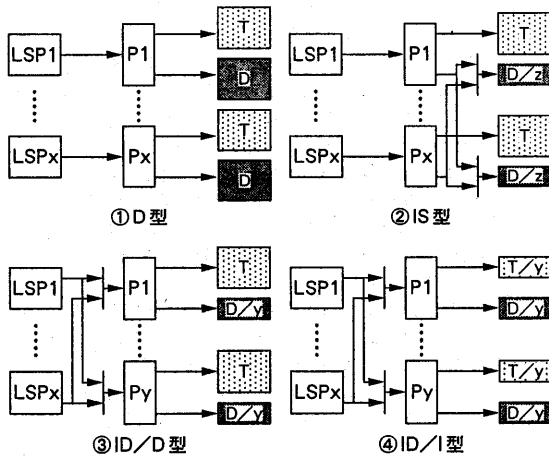 LSP1
P1
T
D
LSPx
Px
T
D
①D型
LSP1
P1
T
D/z
LSPx
Px
T
D/z
②IS型
LSP1
P1
T
D/y
LSPx
Py
T
D/y
③ID/D型
LSP1
P1
T/y
D/y
LSPx
Py
T/y
D/y
④ID/I型